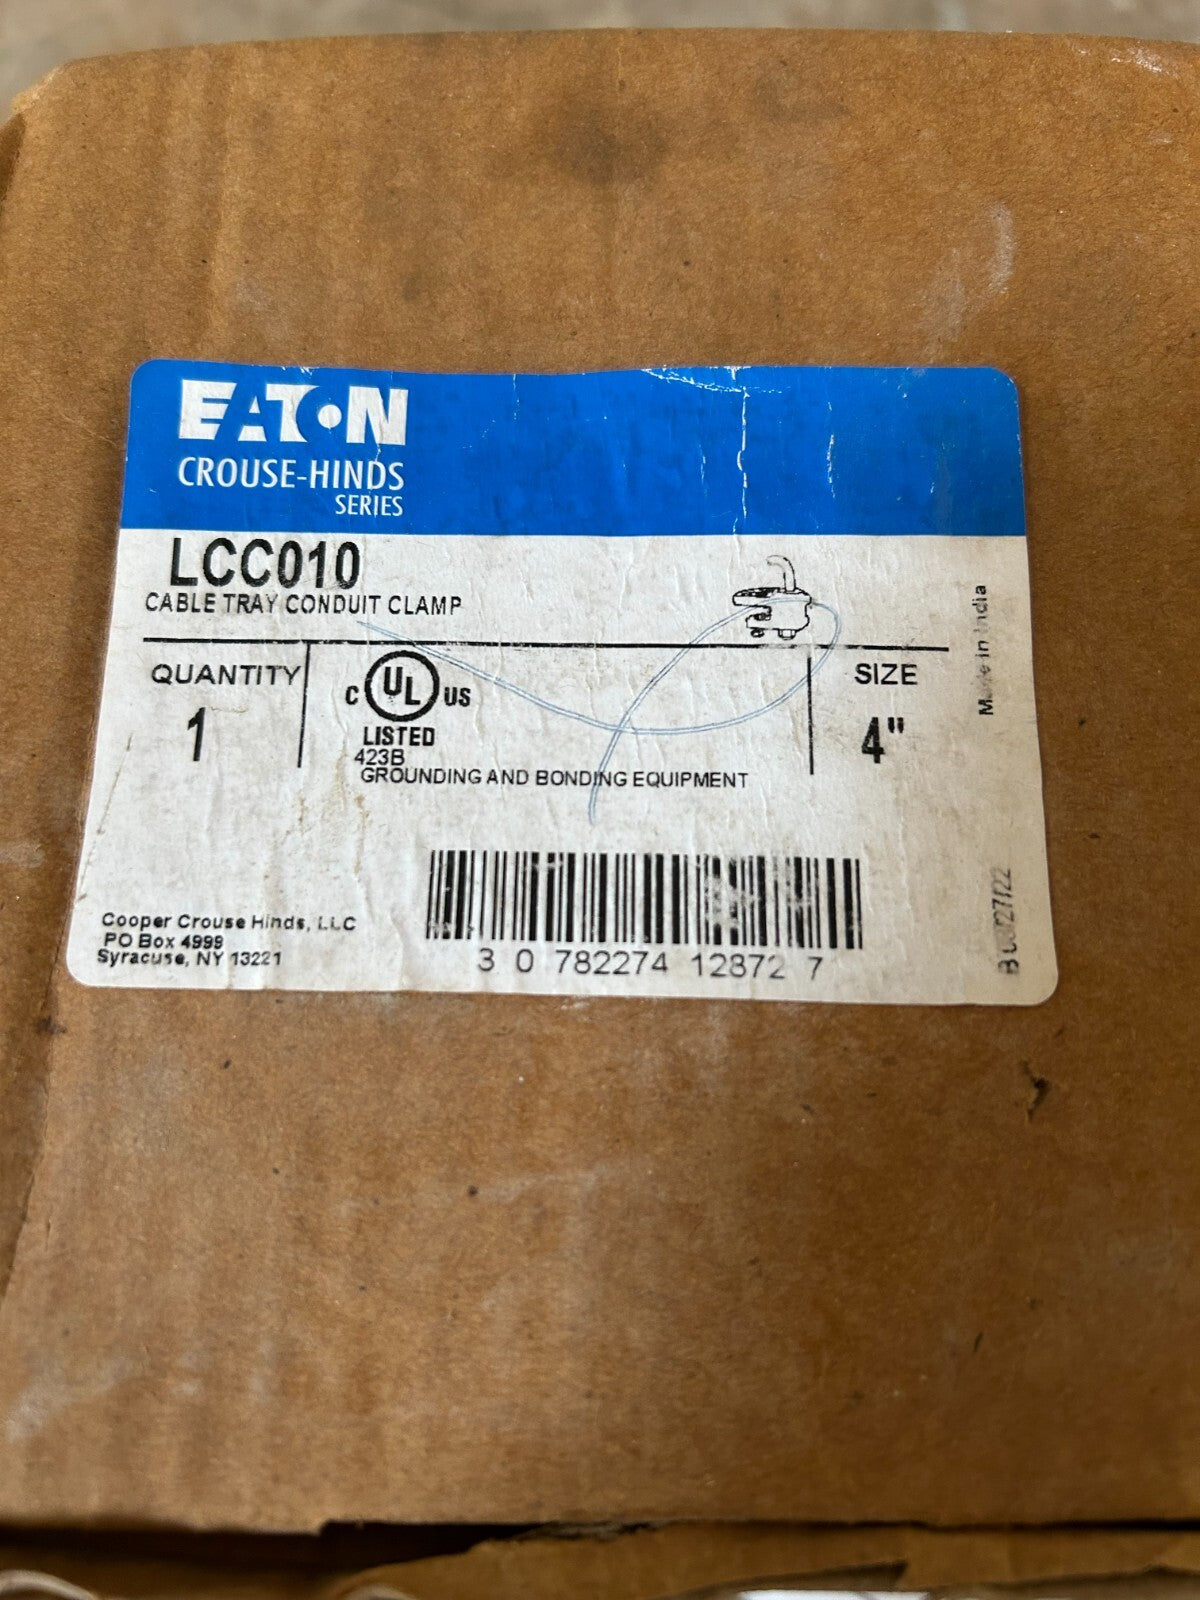 EATON
CROUSE-HINDS
SERIES
LCC010
CABLE TRAY CONDUIT CLAMP
QUANTITY
1
C UL US
LISTED
423B
GROUNDING AND BONDING EQUIPMENT
SIZE
4"
Made in India
Cooper Crouse Hinds, LLC
PO Box 4999
Syracuse, NY 13221
3 0 782274 12872 7